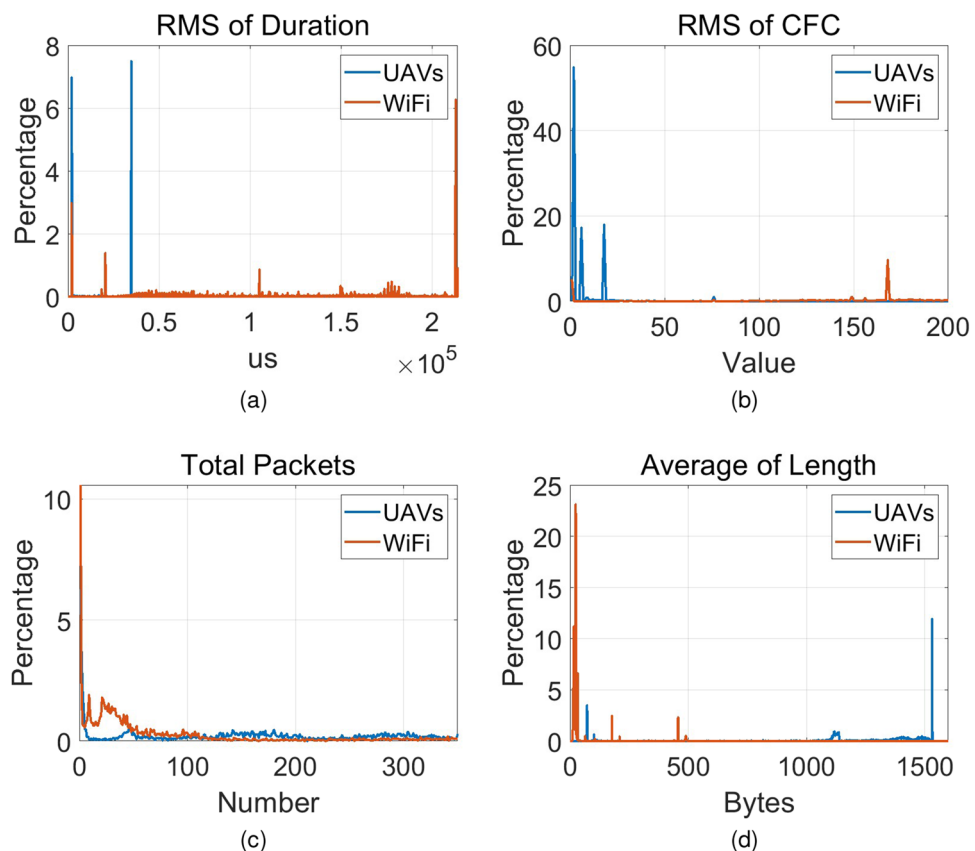 RMS of Duration
8
6
4
2
0
Percentage
UAVs
WiFi
0 0.5 1 1.5 2
us
×10⁵
(a)
RMS of CFC
60
40
20
0
Percentage
UAVs
WiFi
0 50 100 150 200
Value
(b)
Total Packets
10
5
0
Percentage
UAVs
WiFi
0 100 200 300
Number
(c)
Average of Length
25
20
15
10
5
0
Percentage
UAVs
WiFi
0 500 1000 1500
Bytes
(d)